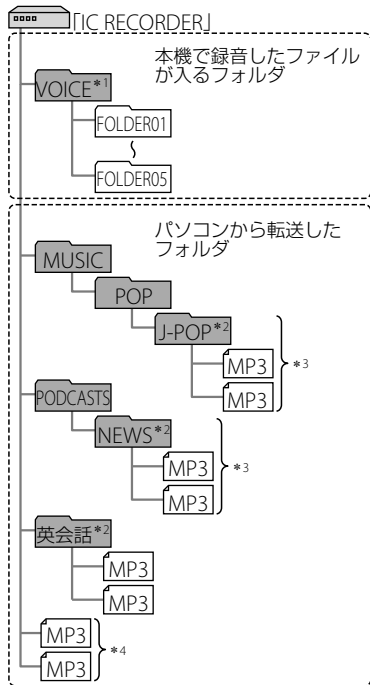 「IC RECORDER」
本機で録音したファイル
が入るフォルダ
VOICE*1
FOLDER01
〜
FOLDER05
パソコンから転送した
フォルダ
MUSIC
POP
J-POP*2
MP3
*3
MP3
PODCASTS
NEWS*2
MP3
*3
MP3
英会話*2
MP3
MP3
MP3
*4
MP3